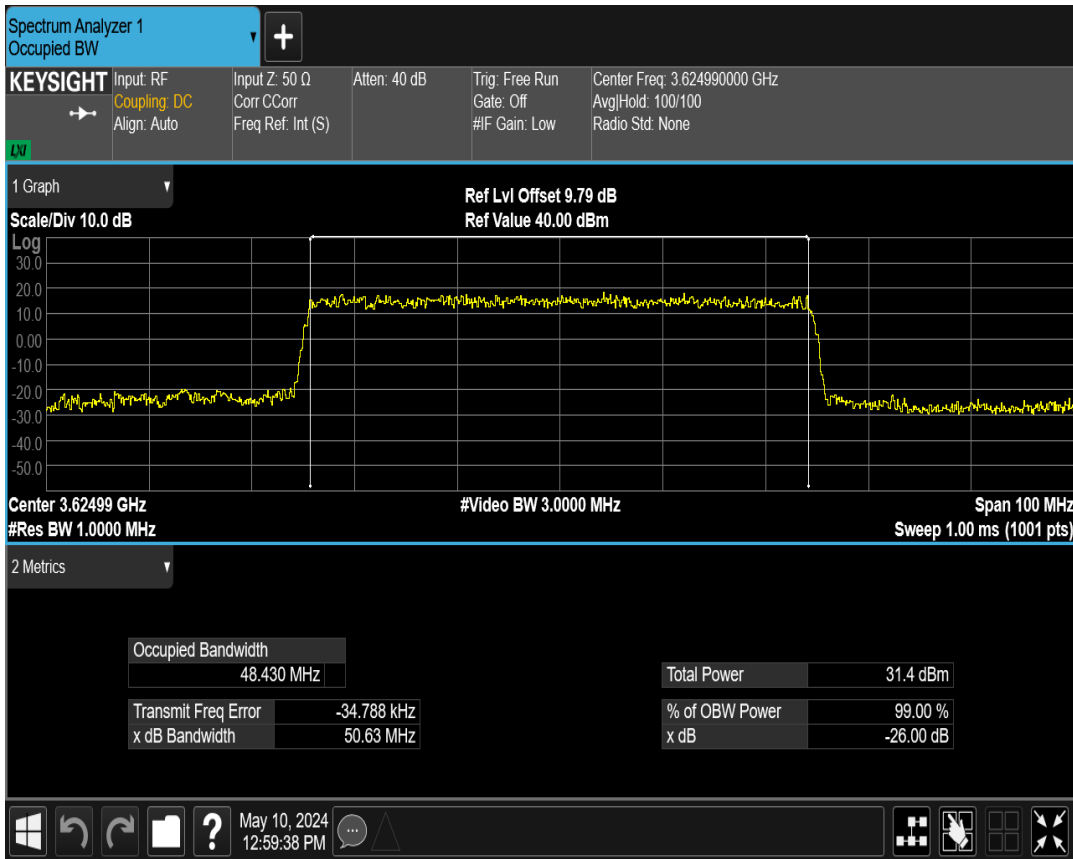 Spectrum Analyzer 1
Occupied BW
+
KEYSIGHT
LXI
Input: RF
Coupling: DC
Align: Auto
Input Z: 50 Ω
Corr CCorr
Freq Ref: Int (S)
Atten: 40 dB
Trig: Free Run
Gate: Off
#IF Gain: Low
Center Freq: 3.624990000 GHz
Avg|Hold: 100/100
Radio Std: None
1 Graph
Scale/Div 10.0 dB
Ref Lvl Offset 9.79 dB
Ref Value 40.00 dBm
Log
30.0
20.0
10.0
0.00
-10.0
-20.0
-30.0
-40.0
-50.0
Center 3.62499 GHz
#Res BW 1.0000 MHz
#Video BW 3.0000 MHz
Span 100 MHz
Sweep 1.00 ms (1001 pts)
2 Metrics
Occupied Bandwidth
48.430 MHz
Transmit Freq Error -34.788 kHz
x dB Bandwidth 50.63 MHz
Total Power 31.4 dBm
% of OBW Power 99.00 %
x dB -26.00 dB
?
May 10, 2024
12:59:38 PM